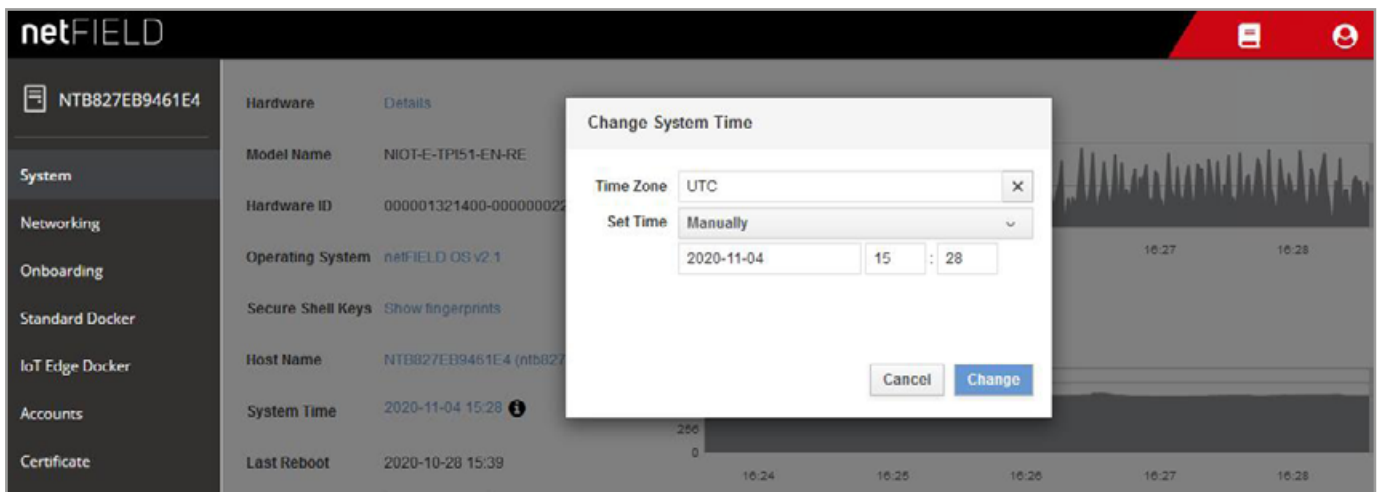 netFIELD
NTB827EB9461E4
System
Networking
Onboarding
Standard Docker
IoT Edge Docker
Accounts
Certificate
Hardware Details
Model Name NIOT-E-TPI51-EN-RE
Hardware ID 000001321400-000000022
Operating System netFIELD OS v2.1
Secure Shell Keys Show fingerprints
Host Name NTB827EB9461E4 (ntb827
System Time 2020-11-04 15:28
Last Reboot 2020-10-28 15:39
Change System Time
Time Zone UTC
Set Time Manually
2020-11-04 15 : 28
Cancel Change
16:27 16:28
256
0
16:24 16:25 16:26 16:27 16:28